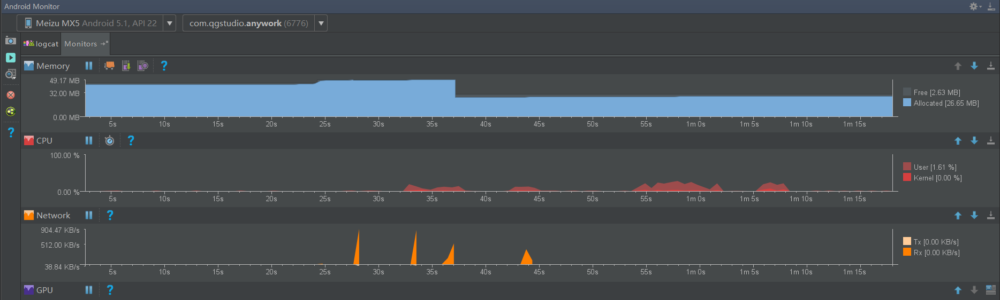 Android Monitor
Meizu MX5 Android 5.1, API 22
com.qgstudio.anywork (6776)
logcat
Monitors
Memory
49.17 MB
32.00 MB
0.00 MB
Free [2.63 MB]
Allocated [26.65 MB]
5s 10s 15s 20s 25s 30s 35s 40s 45s 50s 55s 1m 0s 1m 5s 1m 10s 1m 15s
CPU
100.00 %
0.00 %
User [1.61 %]
Kernel [0.00 %]
5s 10s 15s 20s 25s 30s 35s 40s 45s 50s 55s 1m 0s 1m 5s 1m 10s 1m 15s
Network
904.47 KB/s
512.00 KB/s
38.84 KB/s
Tx [0.00 KB/s]
Rx [0.00 KB/s]
5s 10s 15s 20s 25s 30s 35s 40s 45s 50s 55s 1m 0s 1m 5s 1m 10s 1m 15s
GPU